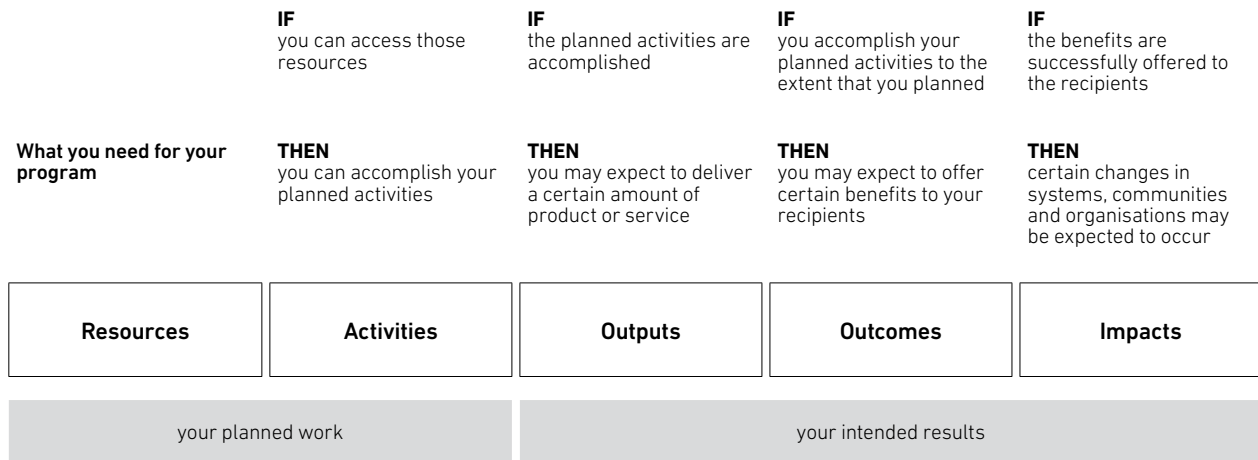 IF
you can access those
resources
IF
the planned activities are
accomplished
IF
you accomplish your
planned activities to the
extent that you planned
IF
the benefits are
successfully offered to
the recipients
What you need for your
program
THEN
you can accomplish your
planned activities
THEN
you may expect to deliver
a certain amount of
product or service
THEN
you may expect to offer
certain benefits to your
recipients
THEN
certain changes in
systems, communities
and organisations may
be expected to occur
Resources
Activities
Outputs
Outcomes
Impacts
your planned work
your intended results